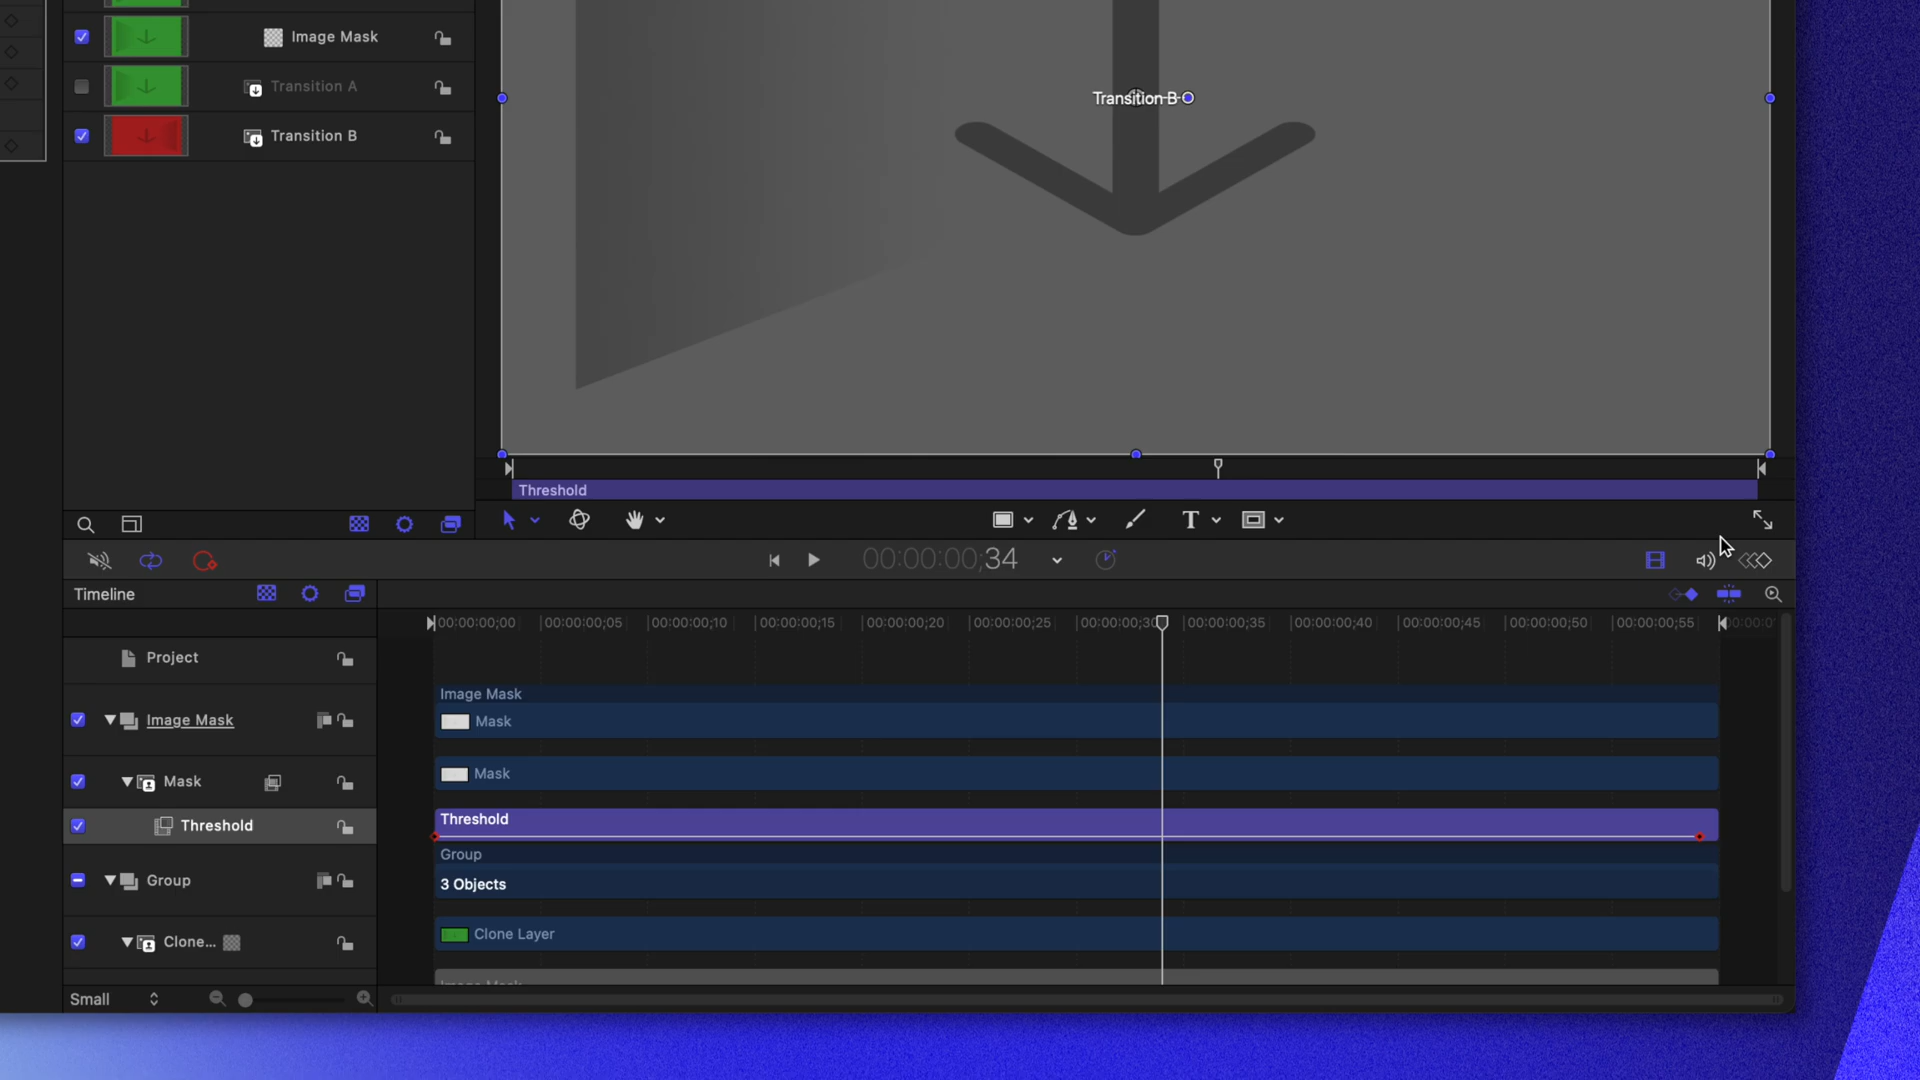 Image Mask
Transition A
Transition B
Transition B
Threshold
T
00:00:00;34
Timeline
00:00:00;00 00:00:00;05 00:00:00;10 00:00:00;15 00:00:00;20 00:00:00;25 00:00:00;30 00:00:00;35 00:00:00;40 00:00:00;45 00:00:00;50 00:00:00;55
Project
Image Mask
Image Mask
Mask
Mask
Mask
Threshold
Threshold
Group
Group
3 Objects
Clone...
Clone Layer
Image Mask
Small